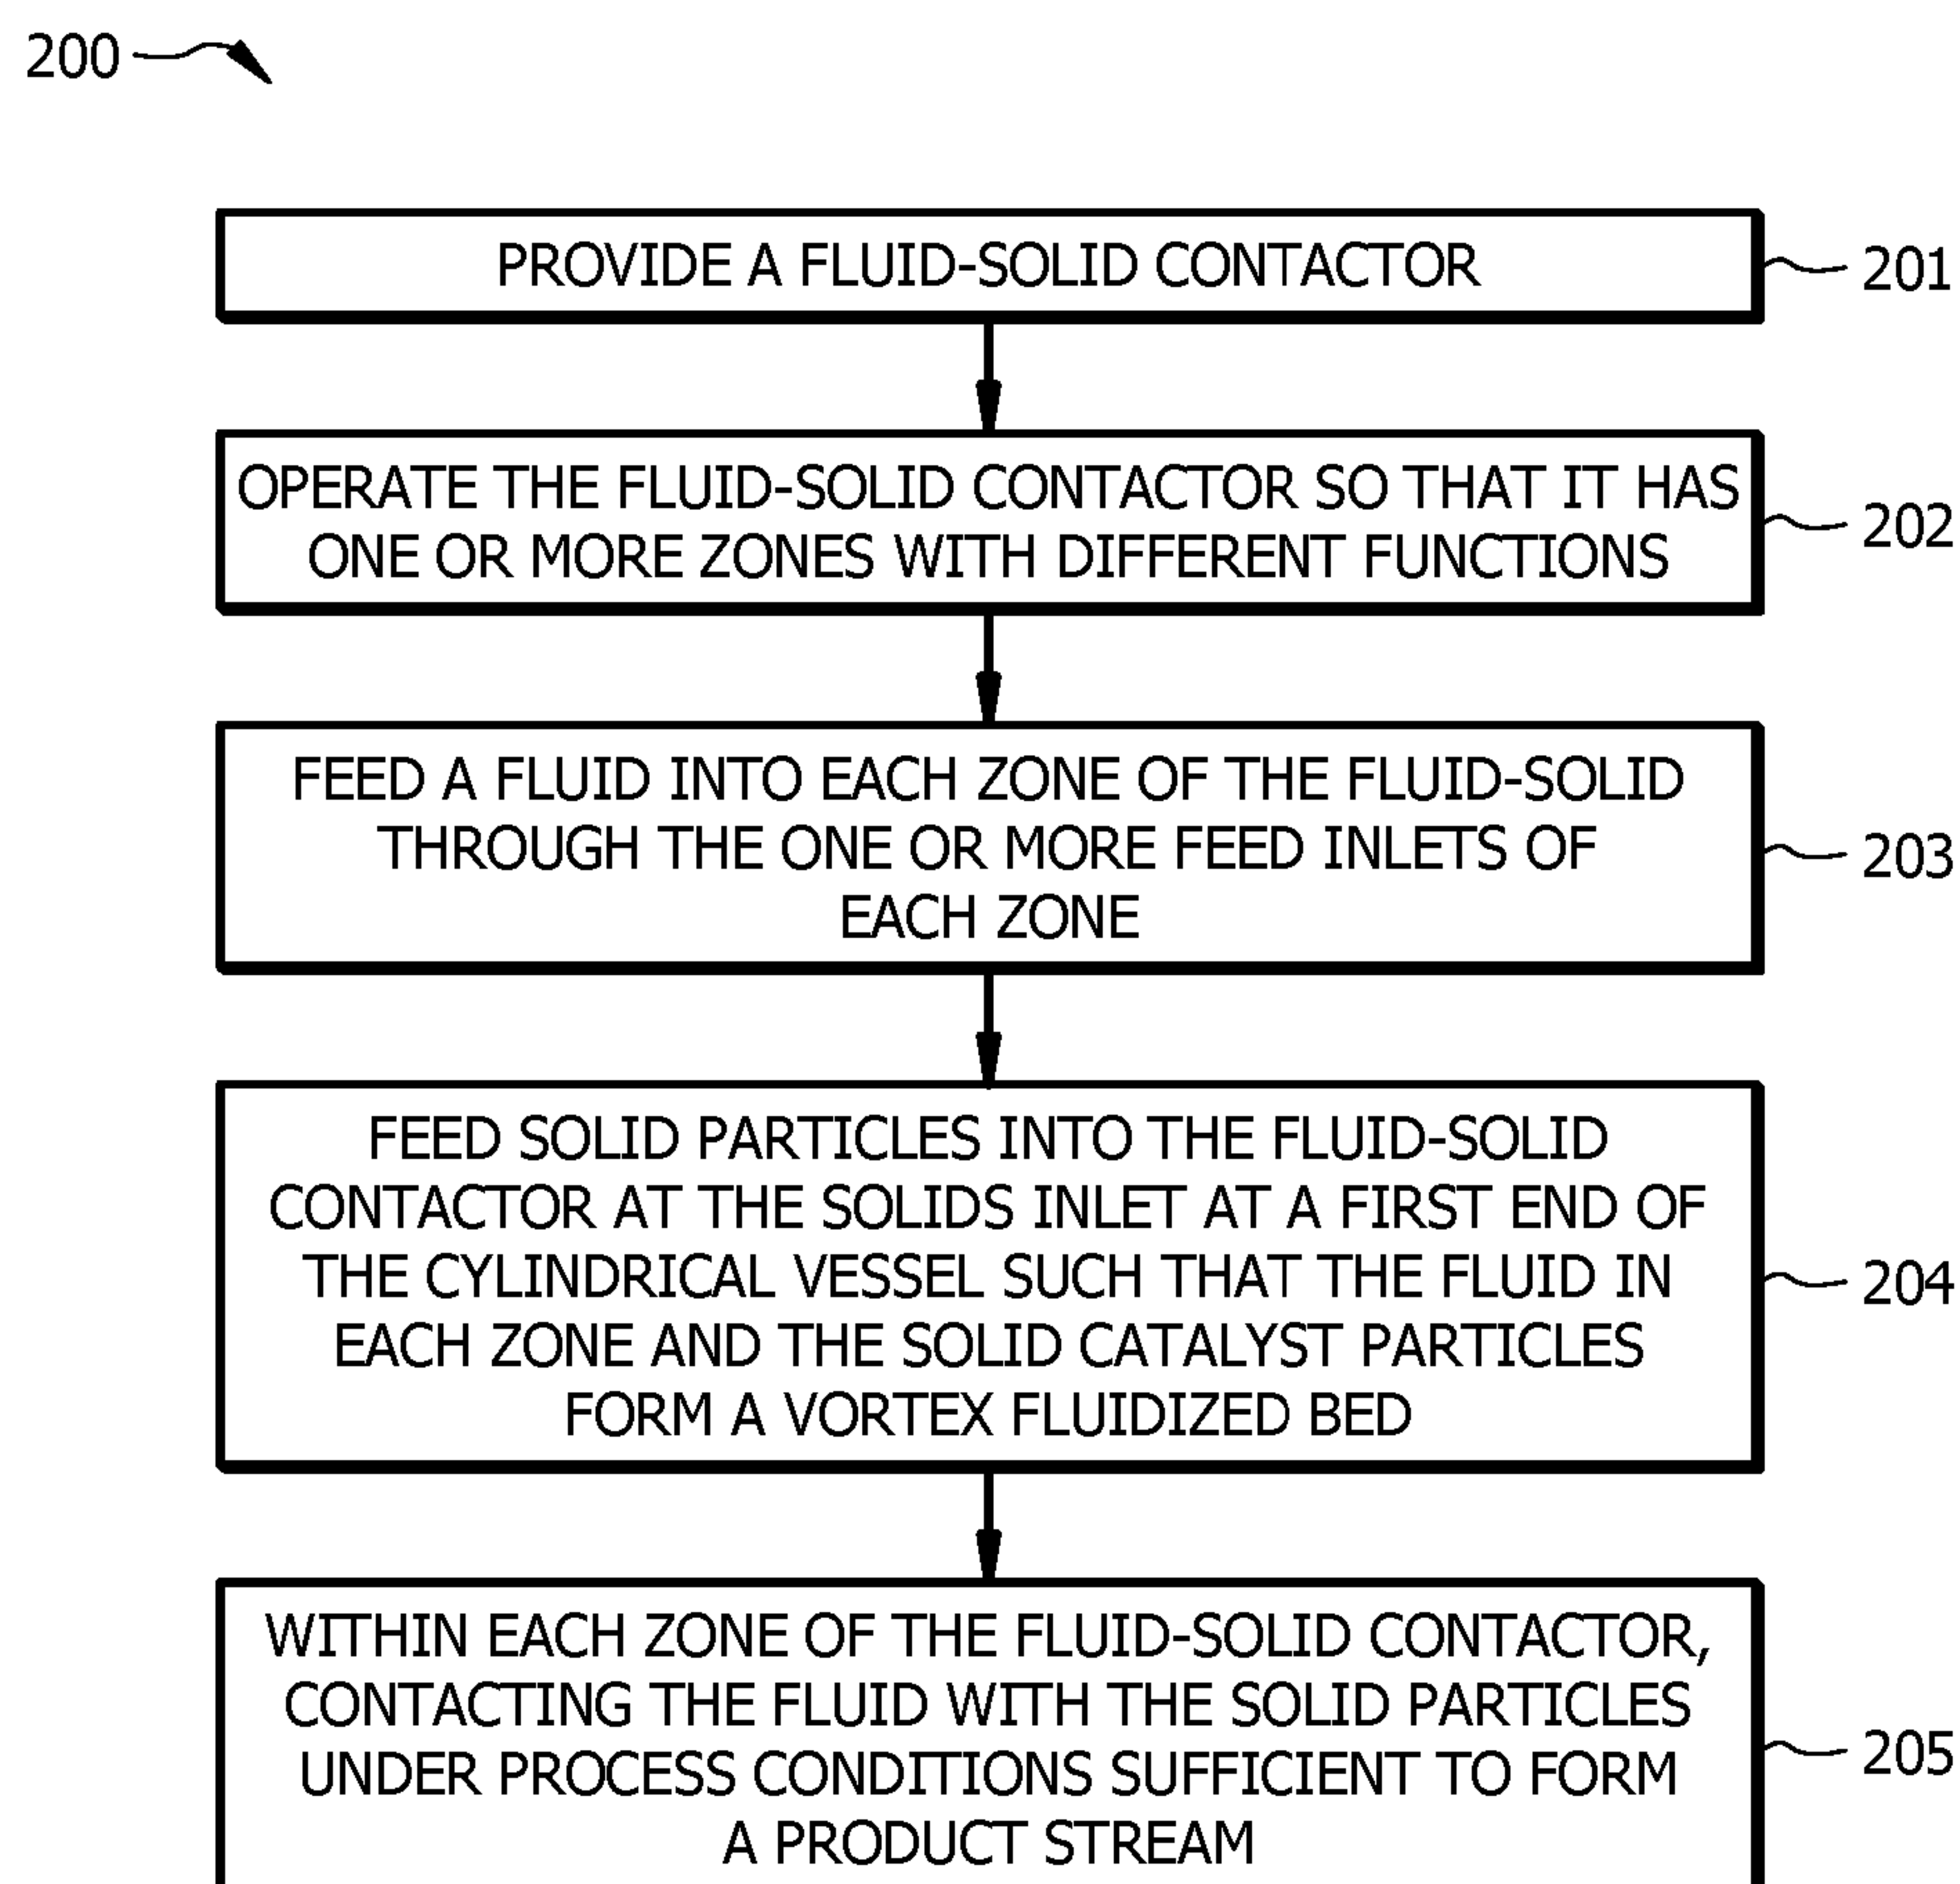 200
PROVIDE A FLUID-SOLID CONTACTOR
201
OPERATE THE FLUID-SOLID CONTACTOR SO THAT IT HAS
ONE OR MORE ZONES WITH DIFFERENT FUNCTIONS
202
FEED A FLUID INTO EACH ZONE OF THE FLUID-SOLID
THROUGH THE ONE OR MORE FEED INLETS OF
EACH ZONE
203
FEED SOLID PARTICLES INTO THE FLUID-SOLID
CONTACTOR AT THE SOLIDS INLET AT A FIRST END OF
THE CYLINDRICAL VESSEL SUCH THAT THE FLUID IN
EACH ZONE AND THE SOLID CATALYST PARTICLES
FORM A VORTEX FLUIDIZED BED
204
WITHIN EACH ZONE OF THE FLUID-SOLID CONTACTOR,
CONTACTING THE FLUID WITH THE SOLID PARTICLES
UNDER PROCESS CONDITIONS SUFFICIENT TO FORM
A PRODUCT STREAM
205